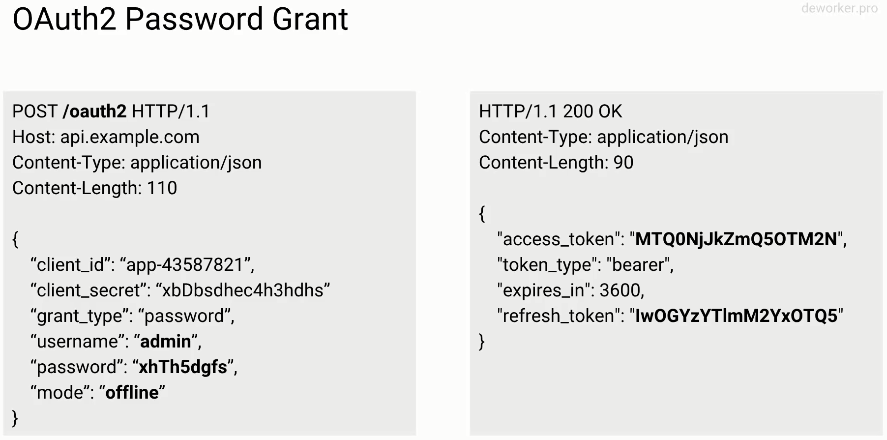 OAuth2 Password Grant
deworker.pro
POST /oauth2 HTTP/1.1
Host: api.example.com
Content-Type: application/json
Content-Length: 110
{
“client_id”: “app-43587821”,
“client_secret”: “xbDbsdhec4h3hdhs”
“grant_type”: “password”,
“username”: “admin”,
“password”: “xhTh5dgfs”,
“mode”: “offline”
}
HTTP/1.1 200 OK
Content-Type: application/json
Content-Length: 90
{
"access_token": "MTQ0NjJkZmQ5OTM2N",
"token_type": "bearer",
"expires_in": 3600,
"refresh_token": "IwOGYzYTlmM2YxOTQ5"
}